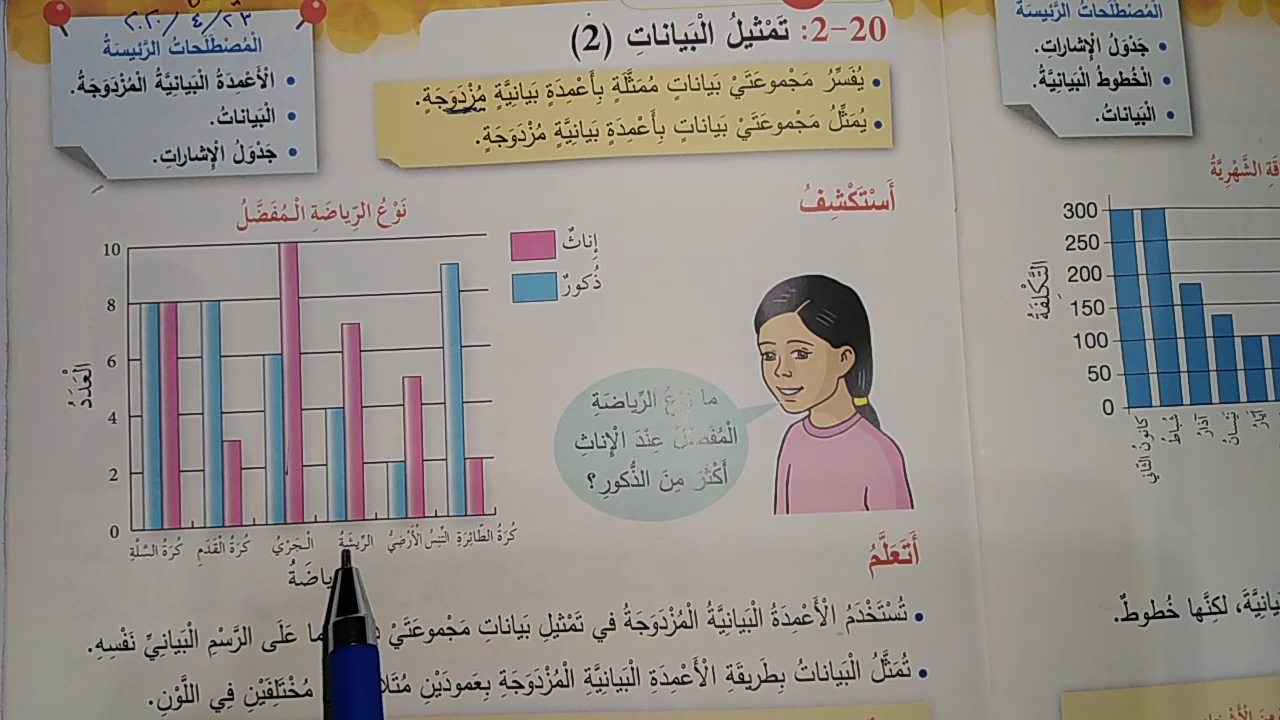 ٢٠٢٠/٤/٢٣
الْمُصْطَلَحاتُ الرَّئيسَةُ
• الْأَعْمِدَةُ الْبَيانِيَّةُ الْمُزْدَوَجَةُ.
• الْبَياناتُ.
• جَدْوَلُ الْإِشاراتِ.
2-20: تَمْثيلُ الْبَياناتِ (2)
• يُفَسِّرُ مَجْموعَتَيْ بَياناتٍ مُمَثَّلَةٍ بِأَعْمِدَةٍ بَيانِيَّةٍ مُزْدَوَجَةٍ.
• يُمَثِّلُ مَجْموعَتَيْ بَياناتٍ بِأَعْمِدَةٍ بَيانِيَّةٍ مُزْدَوَجَةٍ.
أَسْتَكْشِفُ
نَوْعُ الرِّياضَةِ الْمُفَضَّلُ
إِناثٌ
ذُكورٌ
10
8
6
4
2
0
الْعَدَدُ
كُرَةُ السَّلَّةِ
كُرَةُ الْقَدَمِ
الْجَرْيُ
الرِّيشَةُ
التِّنِسُ الْأَرْضِيُّ
كُرَةُ الطّائِرَةِ
ما نَوْعُ الرِّياضَةِ
الْمُفَضَّلُ عِنْدَ الْإِناثِ
أَكْثَرَ مِنَ الذُّكورِ؟
أَتَعَلَّمُ
• تُسْتَخْدَمُ الْأَعْمِدَةُ الْبَيانِيَّةُ الْمُزْدَوَجَةُ في تَمْثيلِ بَياناتِ مَجْموعَتَيْ عَلَى الرَّسْمِ الْبَيانِيِّ نَفْسِهِ.
• تُمَثَّلُ الْبَياناتُ بِطَريقَةِ الْأَعْمِدَةِ الْبَيانِيَّةِ الْمُزْدَوَجَةِ بِعَمودَيْنِ مُخْتَلِفَيْنِ فِي اللَّوْنِ.
الْمُصْطَلَحاتُ الرَّئيسَةُ
• جَدْوَلُ الْإِشاراتِ.
• الْخُطوطُ الْبَيانِيَّةُ.
• الْبَياناتُ.
الشَّهْرِيَّةُ
300
250
200
150
100
50
0
التَّكْلِفَةُ
كانونُ الثّاني
شُباطُ
آذارُ
نَيْسانُ
لكِنَّها خُطوطٌ.